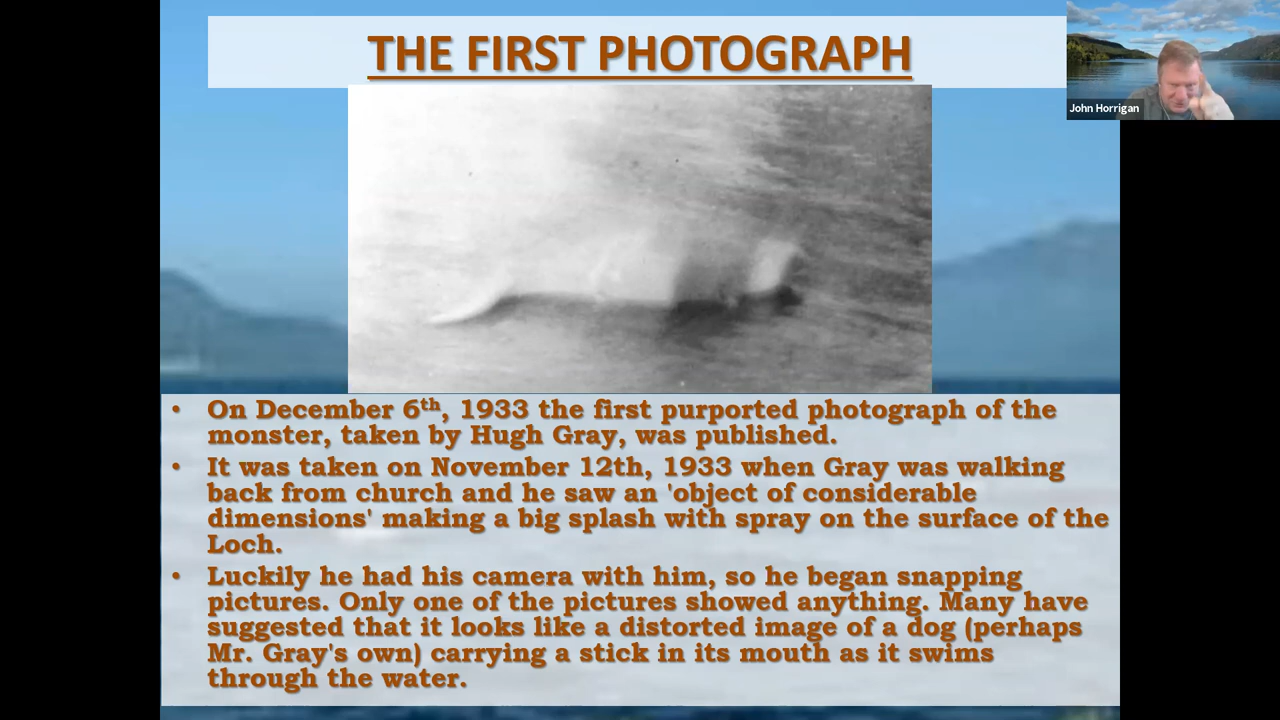 THE FIRST PHOTOGRAPH
John Horrigan
• On December 6th, 1933 the first purported photograph of the
monster, taken by Hugh Gray, was published.
• It was taken on November 12th, 1933 when Gray was walking
back from church and he saw an 'object of considerable
dimensions' making a big splash with spray on the surface of the
Loch.
• Luckily he had his camera with him, so he began snapping
pictures. Only one of the pictures showed anything. Many have
suggested that it looks like a distorted image of a dog (perhaps
Mr. Gray's own) carrying a stick in its mouth as it swims
through the water.